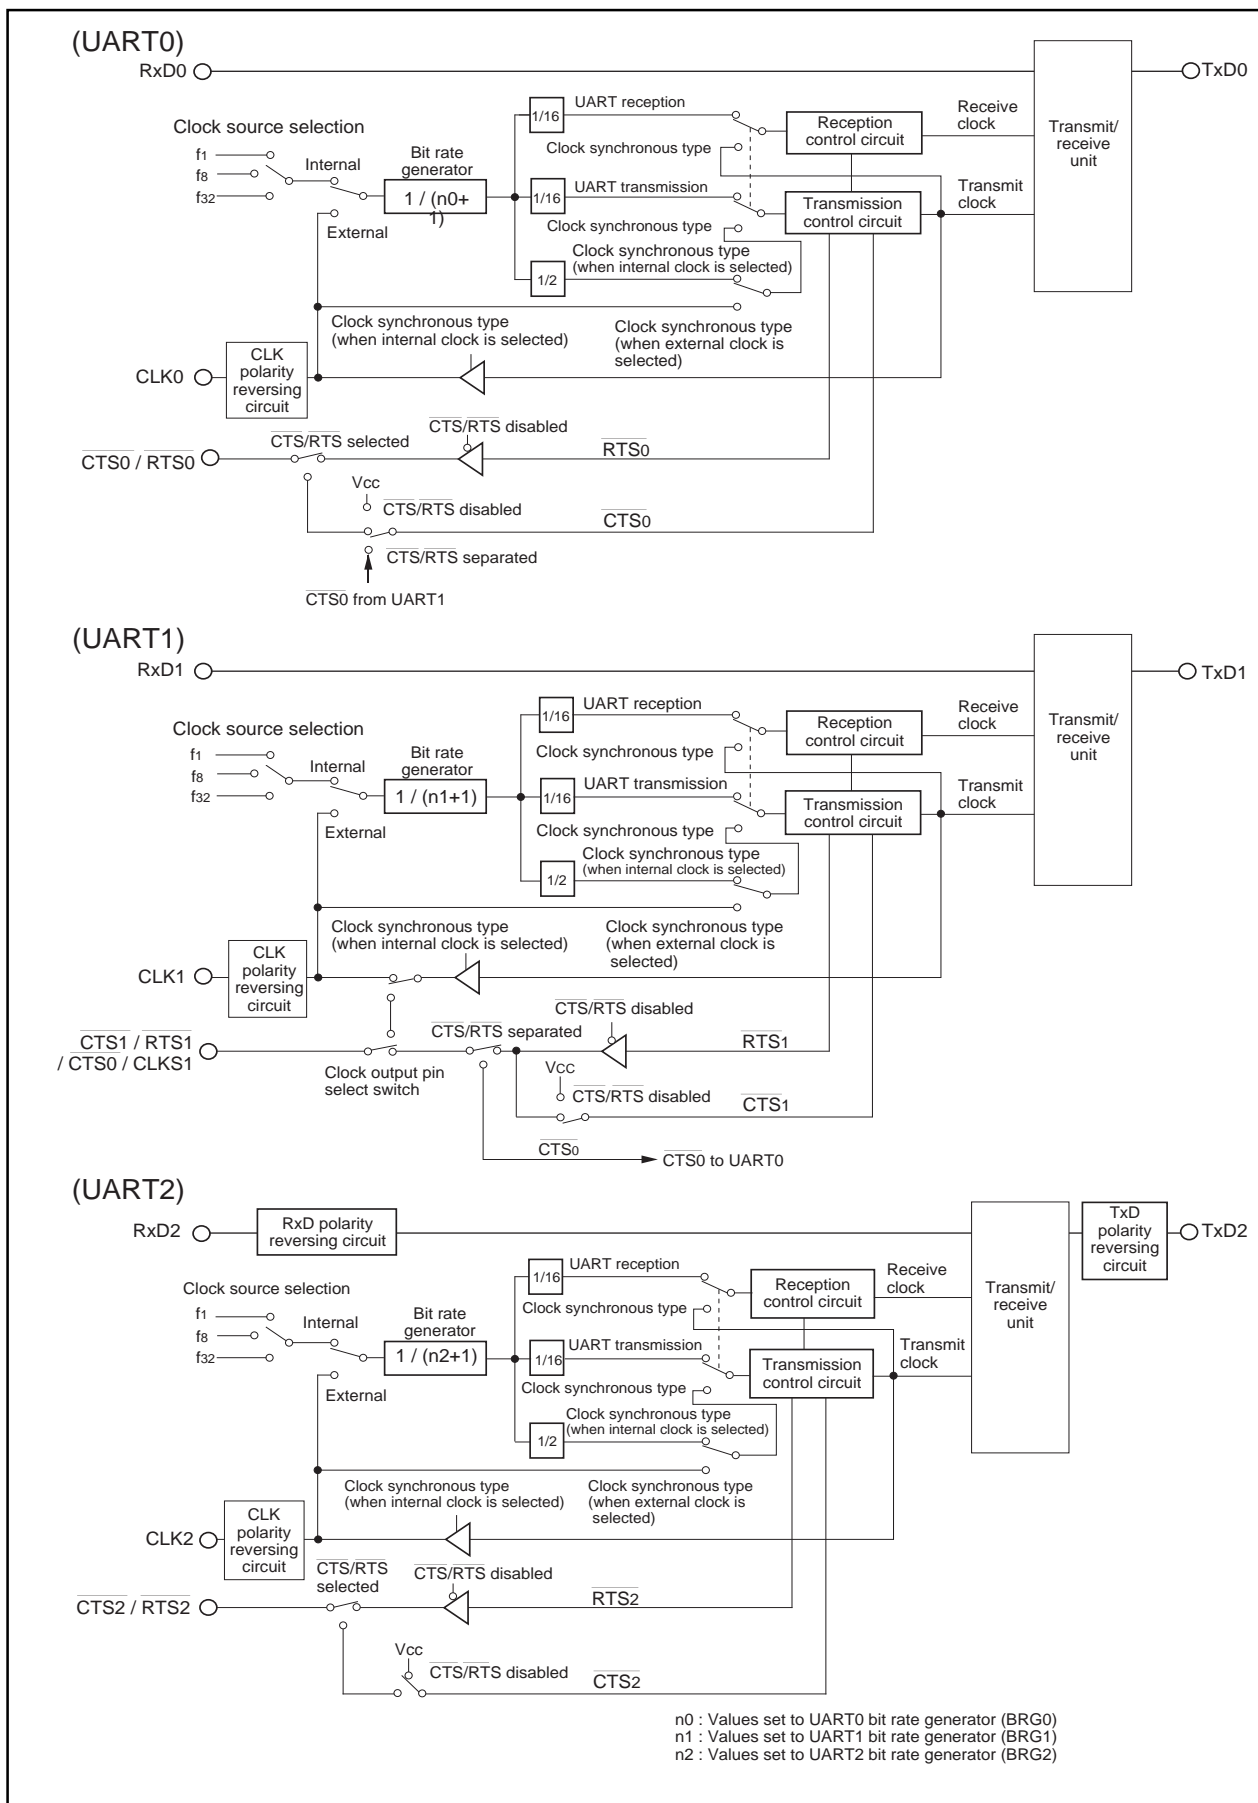 (UART0)
RxD0
TxD0
Clock source selection
f1
f8
f32
Internal
External
Bit rate
generator
1 / (n0+
1)
1/16
UART reception
Clock synchronous type
1/16
UART transmission
Clock synchronous type
Clock synchronous type
(when internal clock is selected)
1/2
Reception
control circuit
Transmission
control circuit
Receive
clock
Transmit
clock
Transmit/
receive
unit
Clock synchronous type
(when internal clock is selected)
Clock synchronous type
(when external clock is
selected)
CLK0
CLK
polarity
reversing
circuit
CTS0 / RTS0
CTS/RTS selected
CTS/RTS disabled
RTS0
Vcc
CTS/RTS disabled
CTS0
CTS/RTS separated
CTS0 from UART1
(UART1)
RxD1
TxD1
Clock source selection
f1
f8
f32
Internal
External
Bit rate
generator
1 / (n1+1)
1/16
UART reception
Clock synchronous type
1/16
UART transmission
Clock synchronous type
Clock synchronous type
(when internal clock is selected)
1/2
Reception
control circuit
Transmission
control circuit
Receive
clock
Transmit
clock
Transmit/
receive
unit
Clock synchronous type
(when internal clock is selected)
Clock synchronous type
(when external clock is
selected)
CLK1
CLK
polarity
reversing
circuit
CTS1 / RTS1
/ CTS0 / CLKS1
Clock output pin
select switch
CTS/RTS separated
CTS/RTS disabled
RTS1
VCC
CTS/RTS disabled
CTS1
CTS0
CTS0 to UART0
(UART2)
RxD2
RxD polarity
reversing circuit
TxD
polarity
reversing
circuit
TxD2
Clock source selection
f1
f8
f32
Internal
External
Bit rate
generator
1 / (n2+1)
1/16
UART reception
Clock synchronous type
1/16
UART transmission
Clock synchronous type
Clock synchronous type
(when internal clock is selected)
1/2
Reception
control circuit
Transmission
control circuit
Receive
clock
Transmit
clock
Transmit/
receive
unit
Clock synchronous type
(when internal clock is selected)
Clock synchronous type
(when external clock is
selected)
CLK2
CLK
polarity
reversing
circuit
CTS2 / RTS2
CTS/RTS
selected
CTS/RTS disabled
RTS2
Vcc
CTS/RTS disabled
CTS2
n0 : Values set to UART0 bit rate generator (BRG0)
n1 : Values set to UART1 bit rate generator (BRG1)
n2 : Values set to UART2 bit rate generator (BRG2)